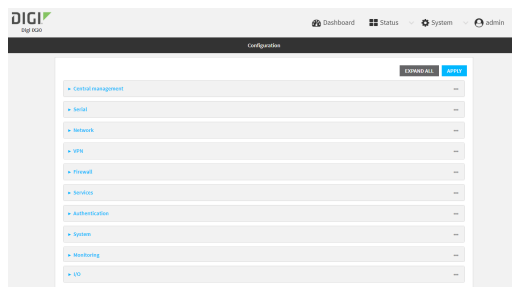 DIGI
Digi IX20
Dashboard
Status
System
admin
Configuration
EXPAND ALL
APPLY
Central management
Serial
Network
VPN
Firewall
Services
Authentication
System
Monitoring
I/O